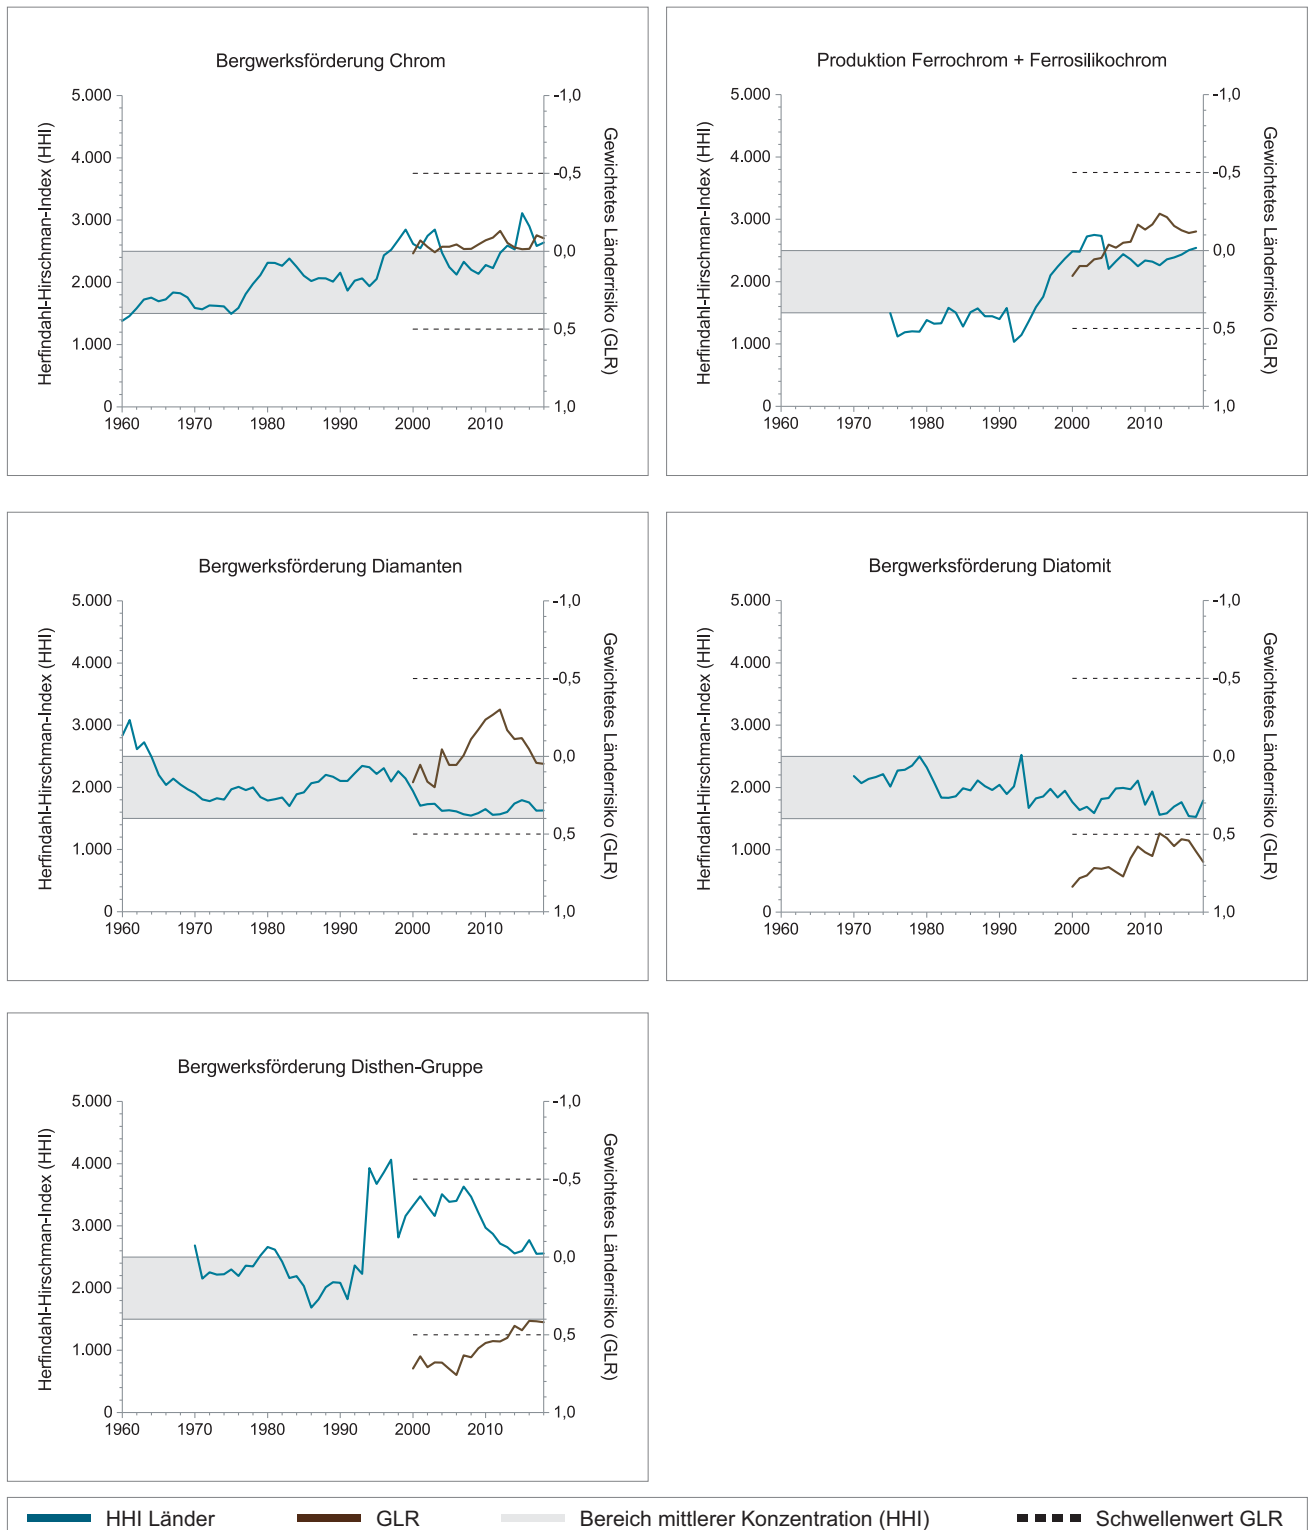 Bergwerksförderung Chrom
Herfindahl-Hirschman-Index (HHI)
5.000
4.000
3.000
2.000
1.000
0
-1,0
-0,5
0,0
0,5
1,0
Gewichtetes Länderrisiko (GLR)
1960 1970 1980 1990 2000 2010
Produktion Ferrochrom + Ferrosilikochrom
Herfindahl-Hirschman-Index (HHI)
5.000
4.000
3.000
2.000
1.000
0
-1,0
-0,5
0,0
0,5
1,0
Gewichtetes Länderrisiko (GLR)
1960 1970 1980 1990 2000 2010
Bergwerksförderung Diamanten
Herfindahl-Hirschman-Index (HHI)
5.000
4.000
3.000
2.000
1.000
0
-1,0
-0,5
0,0
0,5
1,0
Gewichtetes Länderrisiko (GLR)
1960 1970 1980 1990 2000 2010
Bergwerksförderung Diatomit
Herfindahl-Hirschman-Index (HHI)
5.000
4.000
3.000
2.000
1.000
0
-1,0
-0,5
0,0
0,5
1,0
Gewichtetes Länderrisiko (GLR)
1960 1970 1980 1990 2000 2010
Bergwerksförderung Disthen-Gruppe
Herfindahl-Hirschman-Index (HHI)
5.000
4.000
3.000
2.000
1.000
0
-1,0
-0,5
0,0
0,5
1,0
Gewichtetes Länderrisiko (GLR)
1960 1970 1980 1990 2000 2010
HHI Länder GLR Bereich mittlerer Konzentration (HHI) Schwellenwert GLR